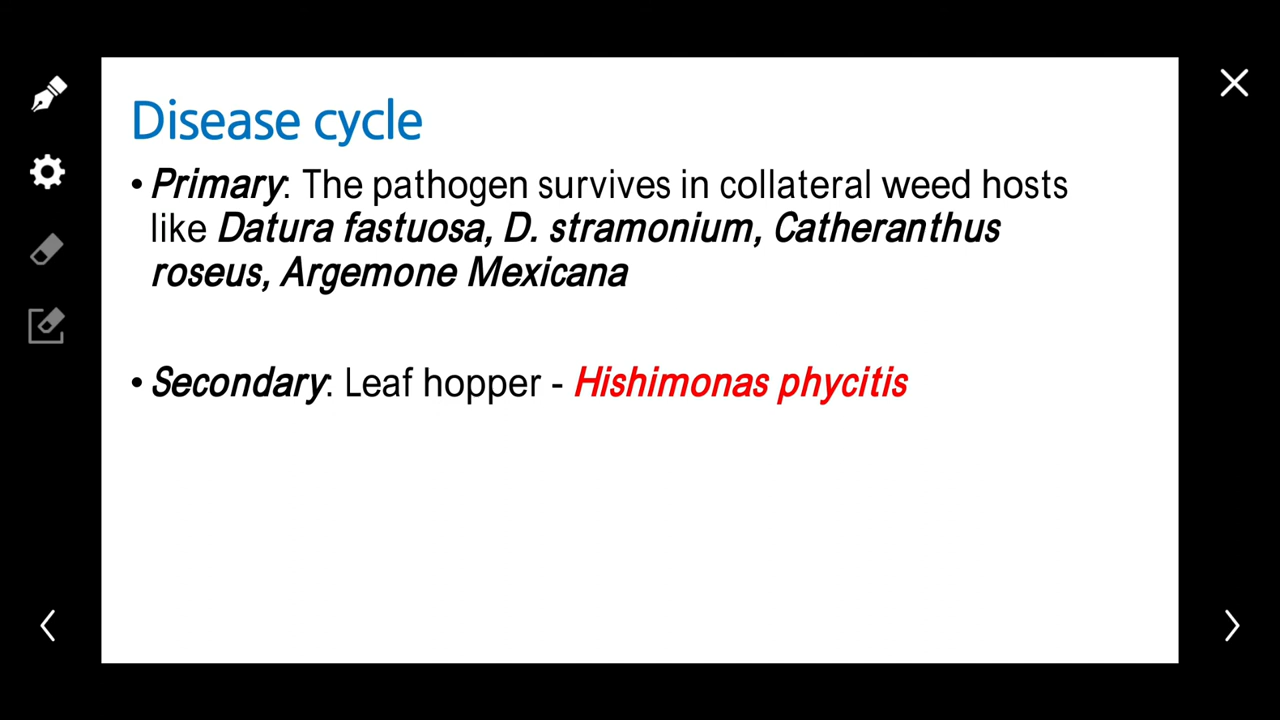 Disease cycle
• Primary: The pathogen survives in collateral weed hosts
like Datura fastuosa, D. stramonium, Catheranthus
roseus, Argemone Mexicana
• Secondary: Leaf hopper - Hishimonas phycitis